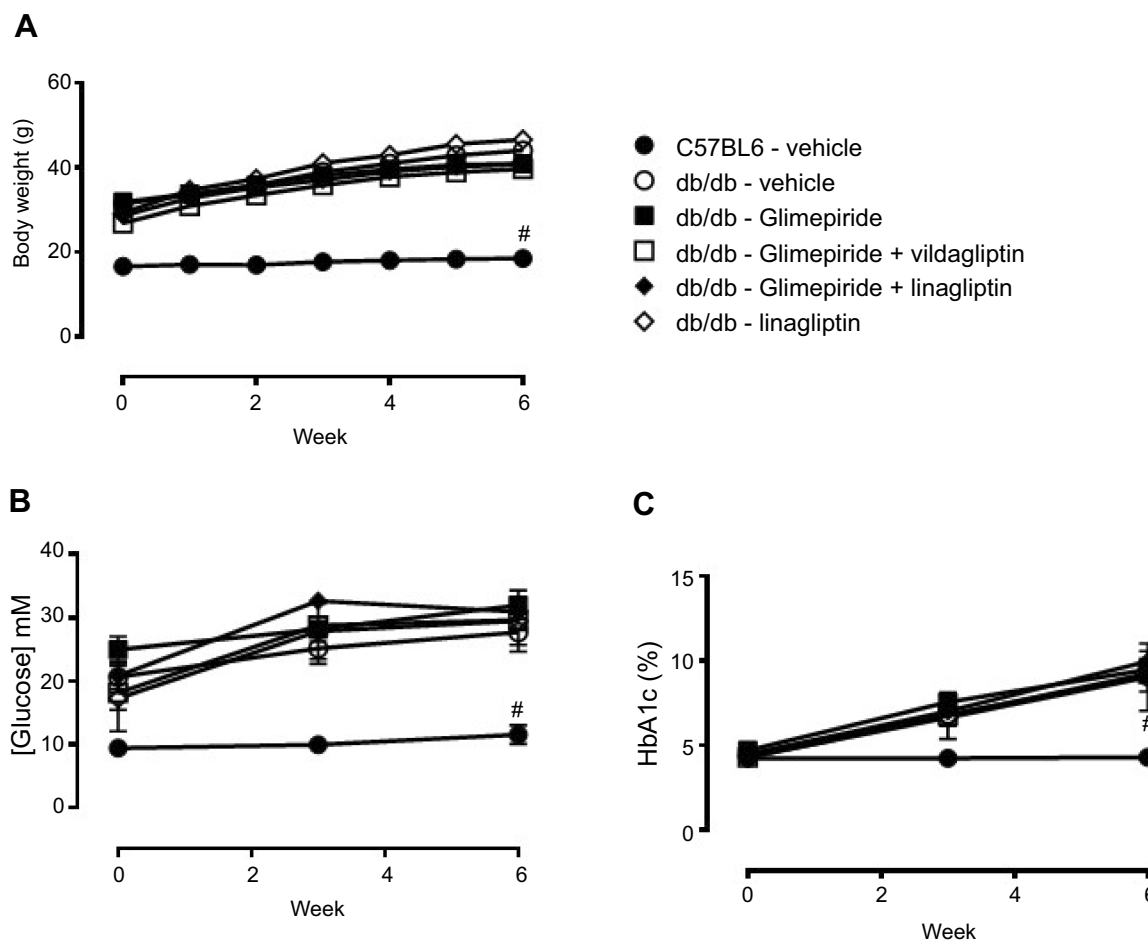 A
60
40
20
0
Body weight (g)
#
0 2 4 6
Week
C57BL6 - vehicle
db/db - vehicle
db/db - Glimepiride
db/db - Glimepiride + vildagliptin
db/db - Glimepiride + linagliptin
db/db - linagliptin
B
40
30
20
10
0
[Glucose] mM
#
0 2 4 6
Week
C
15
10
5
0
HbA1c (%)
#
0 2 4 6
Week